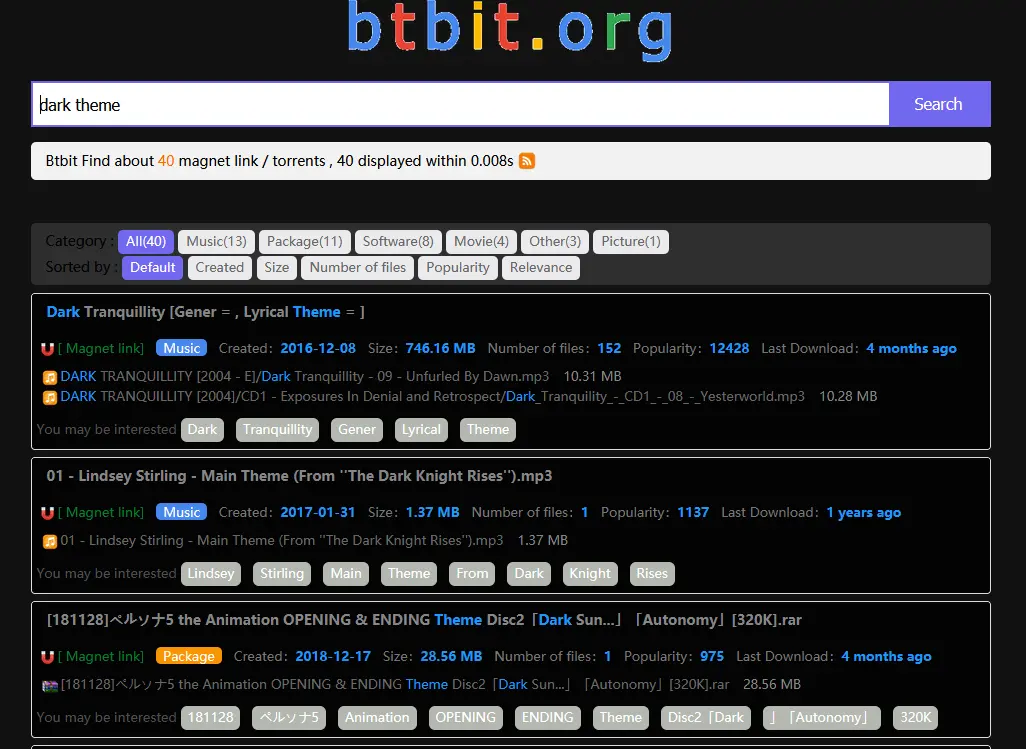 btbit.org
dark theme
Search
Btbit Find about 40 magnet link / torrents , 40 displayed within 0.008s
Category : All(40) Music(13) Package(11) Software(8) Movie(4) Other(3) Picture(1)
Sorted by : Default Created Size Number of files Popularity Relevance
Dark Tranquillity [Gener = , Lyrical Theme = ]
[ Magnet link] Music Created: 2016-12-08 Size: 746.16 MB Number of files: 152 Popularity: 12428 Last Download: 4 months ago
DARK TRANQUILLITY [2004 - E]/Dark Tranquillity - 09 - Unfurled By Dawn.mp3 10.31 MB
DARK TRANQUILLITY [2004]/CD1 - Exposures In Denial and Retrospect/Dark_Tranquility_-_CD1_-_08_-_Yesterworld.mp3 10.28 MB
You may be interested Dark Tranquillity Gener Lyrical Theme
01 - Lindsey Stirling - Main Theme (From ''The Dark Knight Rises'').mp3
[ Magnet link] Music Created: 2017-01-31 Size: 1.37 MB Number of files: 1 Popularity: 1137 Last Download: 1 years ago
01 - Lindsey Stirling - Main Theme (From ''The Dark Knight Rises'').mp3 1.37 MB
You may be interested Lindsey Stirling Main Theme From Dark Knight Rises
[181128]ペルソナ5 the Animation OPENING & ENDING Theme Disc2「Dark Sun...」「Autonomy」[320K].rar
[ Magnet link] Package Created: 2018-12-17 Size: 28.56 MB Number of files: 1 Popularity: 975 Last Download: 4 months ago
[181128]ペルソナ5 the Animation OPENING & ENDING Theme Disc2「Dark Sun...」「Autonomy」[320K].rar 28.56 MB
You may be interested 181128 ペルソナ5 Animation OPENING ENDING Theme Disc2「Dark 」「Autonomy」 320K